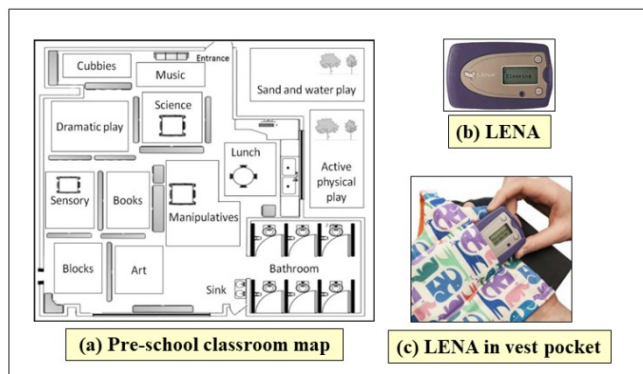 Cubbies
Music
Entrance
Sand and water play
Science
Dramatic play
Lunch
Active
physical
play
Sensory
Books
Manipulatives
Blocks
Art
Sink
Bathroom
(a) Pre-school classroom map
LENA
(b) LENA
(c) LENA in vest pocket